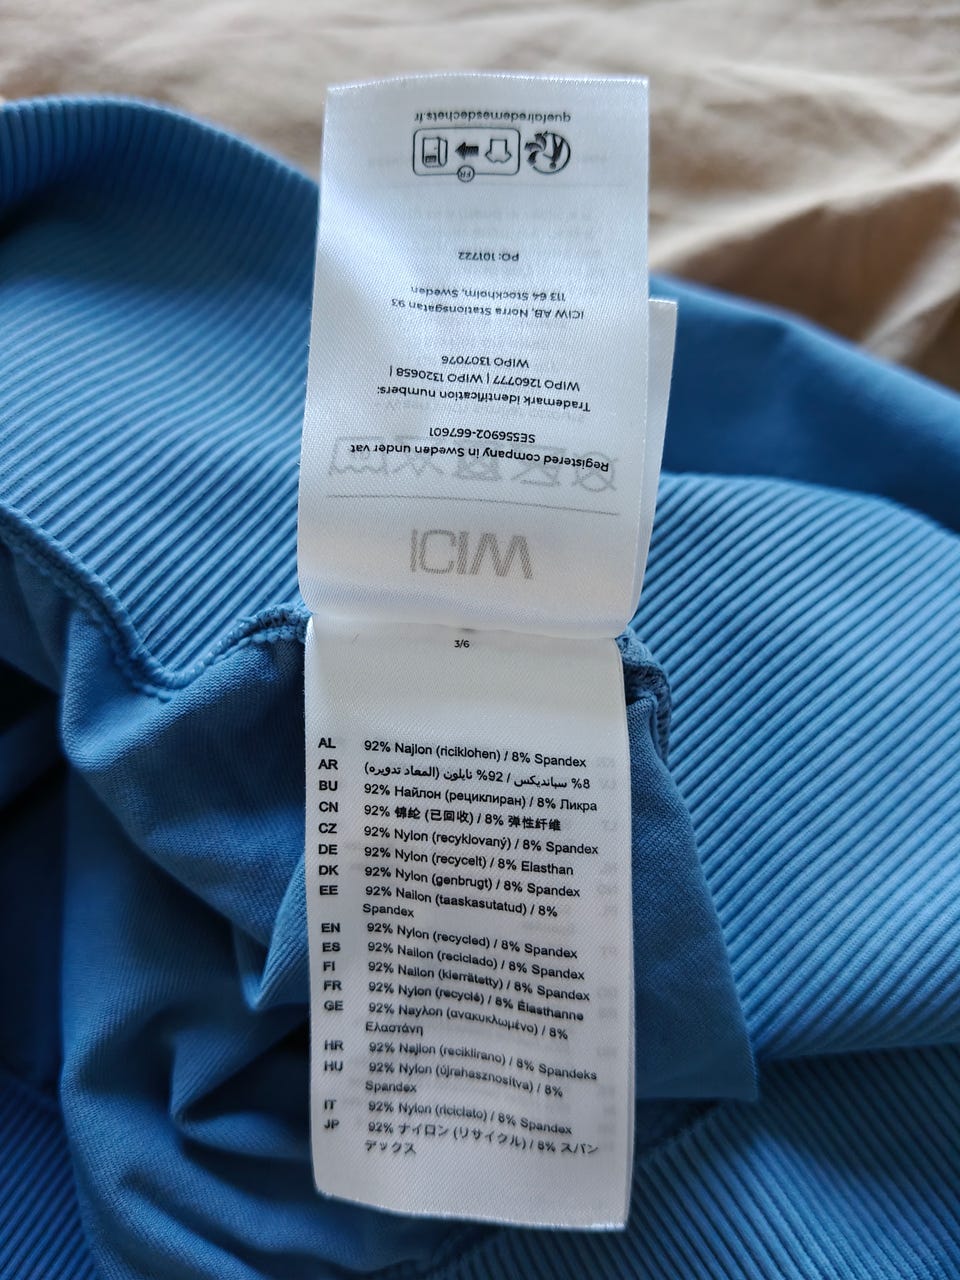 quefairedemesdechets.fr
FR
PO: 101722
113 64 Stockholm, Sweden
ICIW AB, Norra Stationsgatan 93
WIPO 1307076
WIPO 1260777 | WIPO 1320658 |
Trademark identification numbers:
SE556902-667601
Registered company in Sweden under vat
ICIW
3/6
AL 92% Najlon (riciklohen) / 8% Spandex
AR 8% سباندیکس / 92% نایلون (المعاد تدويره)
BU 92% Найлон (рециклиран) / 8% Ликра
CN 92% 锦纶 (已回收) / 8% 弹性纤维
CZ 92% Nylon (recyklovaný) / 8% Spandex
DE 92% Nylon (recycelt) / 8% Elasthan
DK 92% Nylon (genbrugt) / 8% Spandex
EE 92% Nailon (taaskasutatud) / 8%
Spandex
EN 92% Nylon (recycled) / 8% Spandex
ES 92% Nailon (reciclado) / 8% Spandex
FI 92% Nailon (kierrätetty) / 8% Spandex
FR 92% Nylon (recyclé) / 8% Élasthanne
GE 92% Ναυλον (ανακυκλωμένο) / 8%
Ελαστάνη
HR 92% Najlon (reciklirano) / 8% Spandeks
HU 92% Nylon (újrahasznosítva) / 8%
Spandex
IT 92% Nylon (riciclato) / 8% Spandex
JP 92% ナイロン (リサイクル) / 8% スパン
デックス